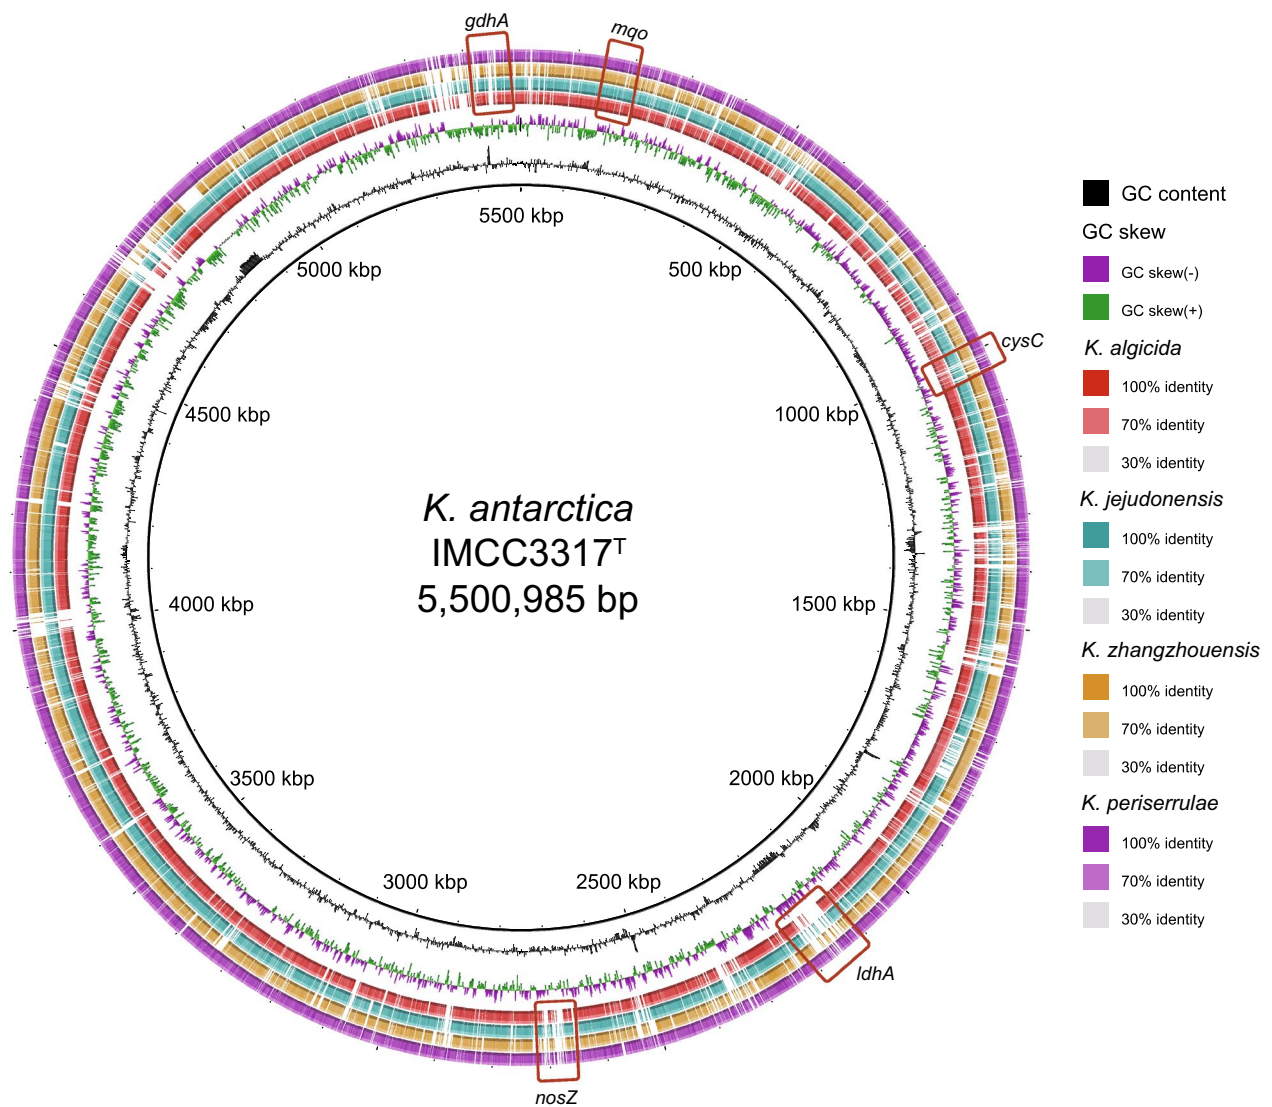 gdhA
mqo
5500 kbp
5000 kbp
500 kbp
cysC
4500 kbp
1000 kbp
K. antarctica
IMCC3317ᵀ
5,500,985 bp
4000 kbp
1500 kbp
3500 kbp
2000 kbp
3000 kbp
2500 kbp
ldhA
nosZ
GC content
GC skew
GC skew(-)
GC skew(+)
K. algicida
100% identity
70% identity
30% identity
K. jejudonensis
100% identity
70% identity
30% identity
K. zhangzhouensis
100% identity
70% identity
30% identity
K. periserrulae
100% identity
70% identity
30% identity